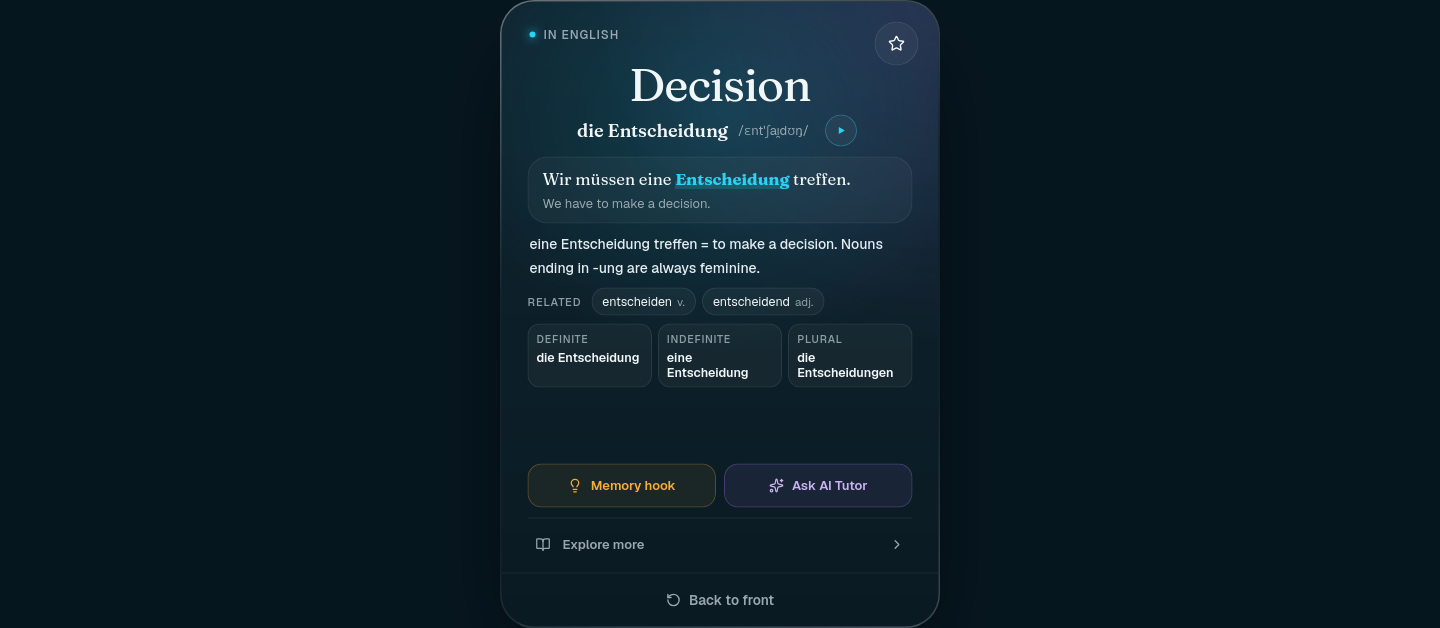 IN ENGLISH
Decision
die Entscheidung /ɛntˈʃaɪ̯dʊŋ/
Wir müssen eine Entscheidung treffen.
We have to make a decision.
eine Entscheidung treffen = to make a decision. Nouns
ending in -ung are always feminine.
RELATED entscheiden v. entscheidend adj.
DEFINITE
die Entscheidung
INDEFINITE
eine
Entscheidung
PLURAL
die
Entscheidungen
Memory hook
Ask AI Tutor
Explore more
Back to front